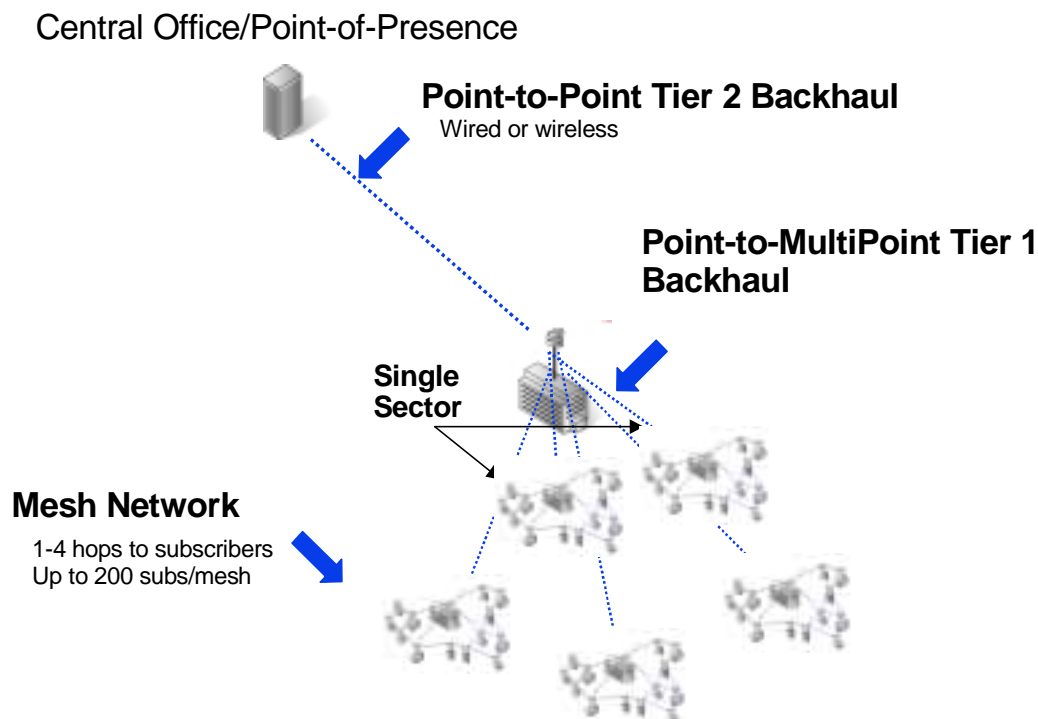 Central Office/Point-of-Presence
Point-to-Point Tier 2 Backhaul
Wired or wireless
Point-to-MultiPoint Tier 1
Backhaul
Single
Sector
Mesh Network
1-4 hops to subscribers
Up to 200 subs/mesh